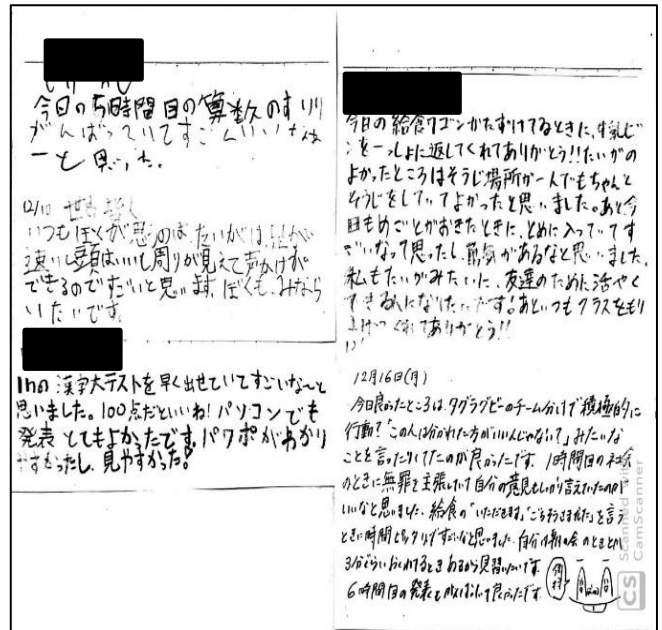 今日の5時間目の算数のすい
がんばっていてすごくいいなぁ
ーと思った。
12/10
いつもぼくが思うのは、たいがは、足が
速いし頭はいいし周りが見えて声かけが
できるのですごいと思います。ぼくも、みなら
いたいです。
1hの漢字大テストを早く出せていてすごいな〜と
思いました。100点だといいね!パソコンでも
発表とてもよかったです。パワポがわかり
やすかったし、見やすかった!
今日の給食ワゴンかたずけてるときに、牛乳ビ
ンを一っしょに返してくれてありがとう!!たいがの
よかったところはそうじ場所が一人でもちゃんと
そうじをしていてよかったと思いました。あと今
日もめごとがおきたときに、とめに入っていてす
ごいなって思ったし、勇気があるなと思いました。
私もたいがみたいに、友達のために活やく
できる人になりたいです!あといつもクラスをもり
上げてくれてありがとう!!
12月16日(月)
今日良かったところは、タグラグビーのチーム分けで積極的に
行動で「この人は分かれた方がいいんじゃない?」みたいな
ことを言ったりしてたのが良かったです。1時間目の社会
のときに無罪を主張していて自分の意見もしっかり言えていたのが
いいなと思いました。給食の「いただきます」「ごちそうさまでした」を言う
ときに時間ピッタリですごいなと思いました。自分は朝の会のときとか
3分ぐらいおくれてるときあるから見習いたいです。
6時間目の発表もがんばっていて良かったです。
Scanned with
CS CamScanner